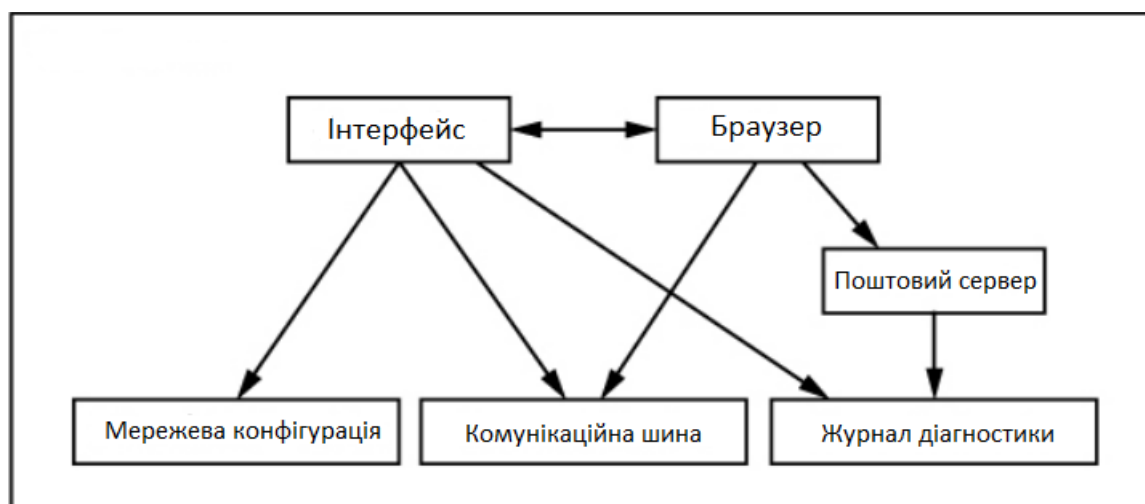 Інтерфейс
Браузер
Поштовий сервер
Мережева конфігурація
Комунікаційна шина
Журнал діагностики